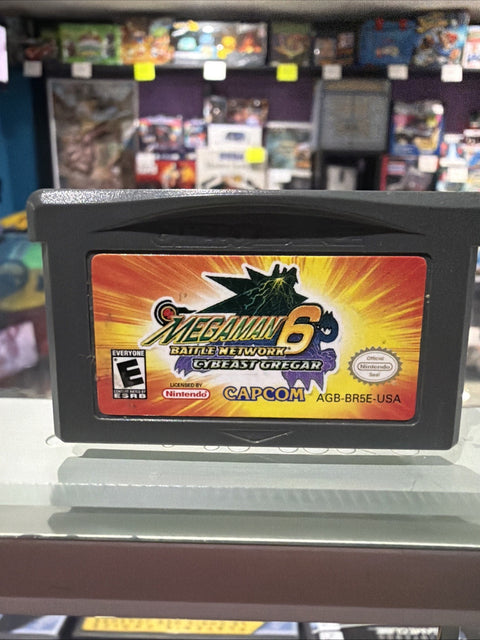 MEGAMAN 6
BATTLE NETWORK
CYBEAST GREGAR
EVERYONE
E
ESRB
LICENSED BY
Nintendo
CAPCOM
AGB-BR5E-USA
Official
Nintendo
Seal